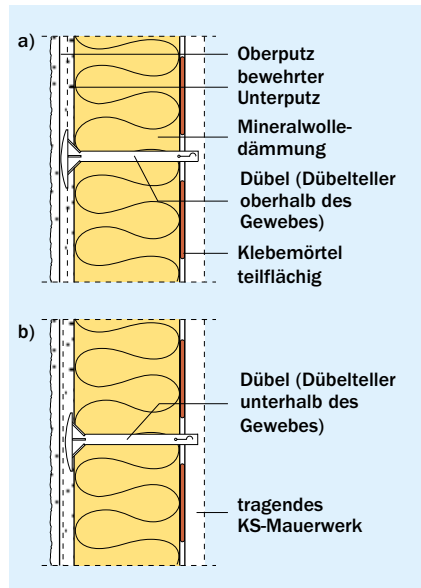 a)
Oberputz
bewehrter
Unterputz
Mineralwolle-
dämmung
Dübel (Dübelteller
oberhalb des
Gewebes)
Klebemörtel
teilflächig
b)
Dübel (Dübelteller
unterhalb des
Gewebes)
tragendes
KS-Mauerwerk